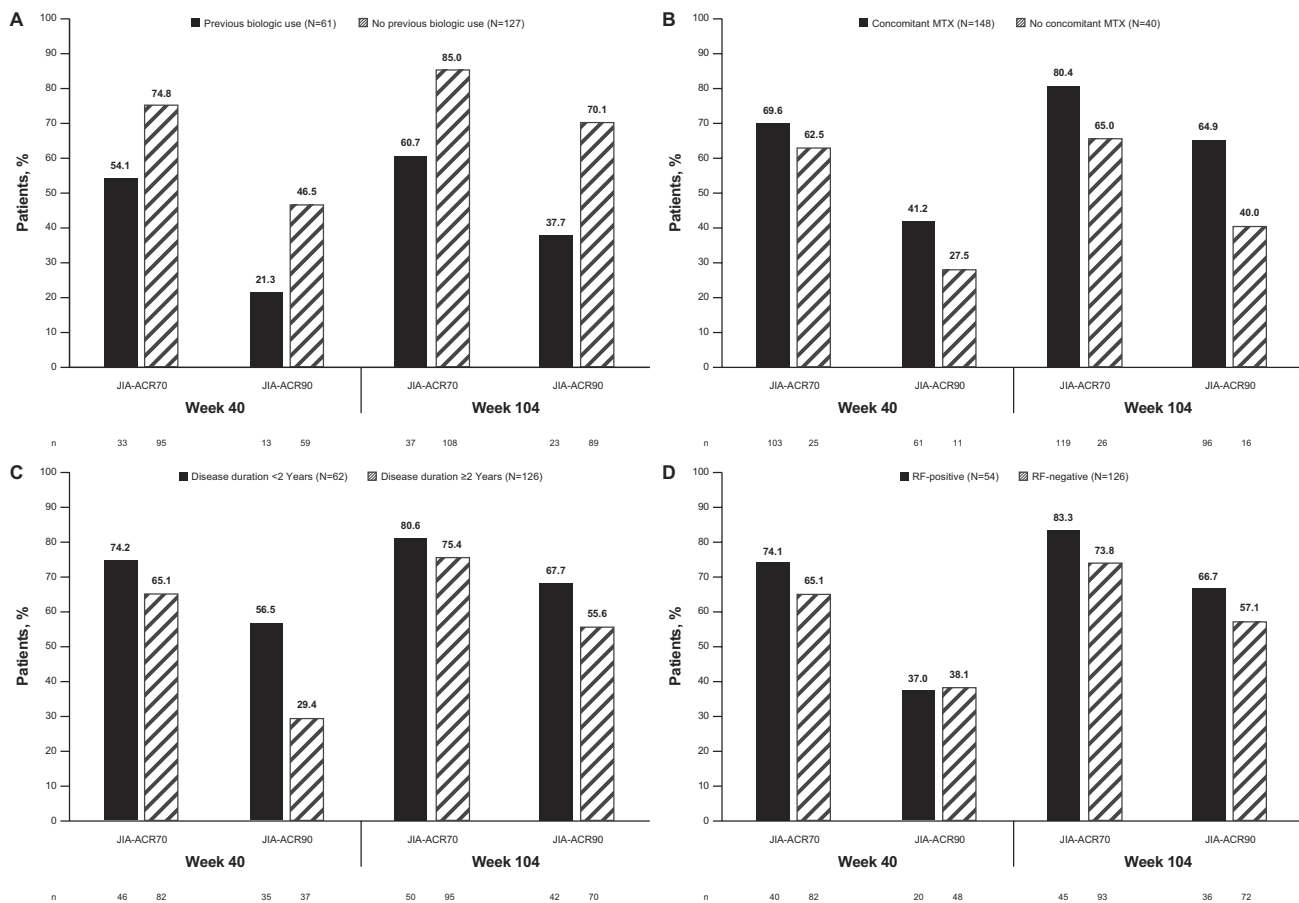 A
Previous biologic use (N=61) No previous biologic use (N=127)
Patients, %
100
90
80
70
60
50
40
30
20
10
0
54.1 74.8 21.3 46.5 60.7 85.0 37.7 70.1
JIA-ACR70 JIA-ACR90 JIA-ACR70 JIA-ACR90
Week 40 Week 104
n 33 95 13 59 37 108 23 89
B
Concomitant MTX (N=148) No concomitant MTX (N=40)
Patients, %
100
90
80
70
60
50
40
30
20
10
0
69.6 62.5 41.2 27.5 80.4 65.0 64.9 40.0
JIA-ACR70 JIA-ACR90 JIA-ACR70 JIA-ACR90
Week 40 Week 104
n 103 25 61 11 119 26 96 16
C
Disease duration <2 Years (N=62) Disease duration ≥2 Years (N=126)
Patients, %
100
90
80
70
60
50
40
30
20
10
0
74.2 65.1 56.5 29.4 80.6 75.4 67.7 55.6
JIA-ACR70 JIA-ACR90 JIA-ACR70 JIA-ACR90
Week 40 Week 104
n 46 82 35 37 50 95 42 70
D
RF-positive (N=54) RF-negative (N=126)
Patients, %
100
90
80
70
60
50
40
30
20
10
0
74.1 65.1 37.0 38.1 83.3 73.8 66.7 57.1
JIA-ACR70 JIA-ACR90 JIA-ACR70 JIA-ACR90
Week 40 Week 104
n 40 82 20 48 45 93 36 72